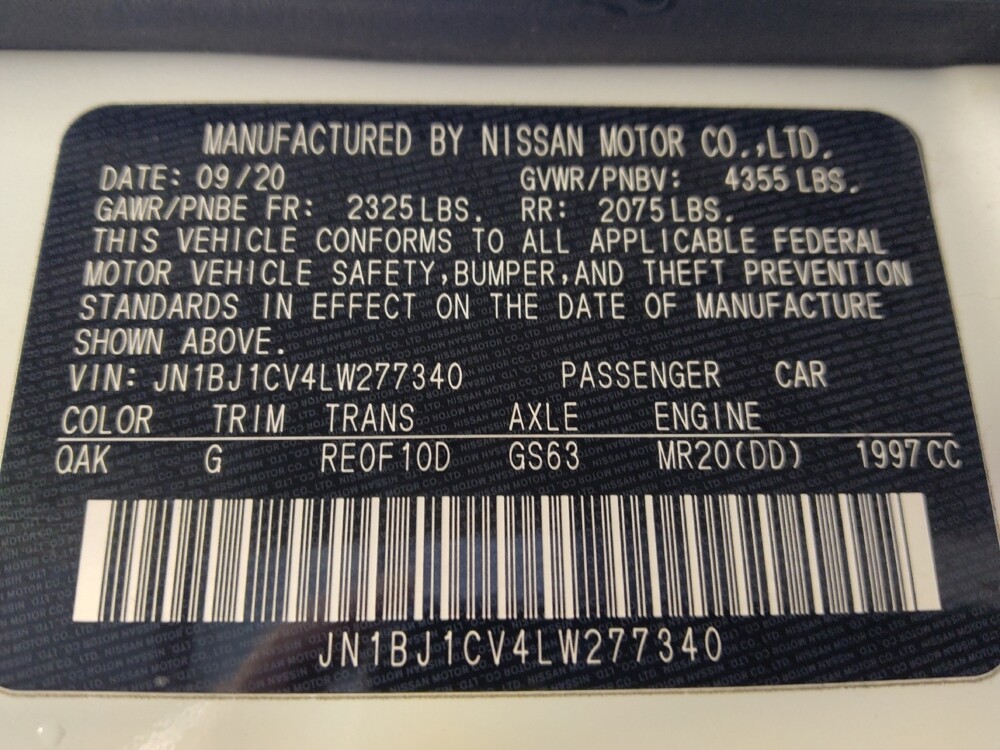 MANUFACTURED BY NISSAN MOTOR CO.,LTD.
DATE: 09/20 GVWR/PNBV: 4355 LBS.
GAWR/PNBE FR: 2325 LBS. RR: 2075 LBS.
THIS VEHICLE CONFORMS TO ALL APPLICABLE FEDERAL
MOTOR VEHICLE SAFETY,BUMPER,AND THEFT PREVENTION
STANDARDS IN EFFECT ON THE DATE OF MANUFACTURE
SHOWN ABOVE.
VIN: JN1BJ1CV4LW277340 PASSENGER CAR
COLOR TRIM TRANS AXLE ENGINE
QAK G RE0F10D GS63 MR20(DD) 1997 CC
JN1BJ1CV4LW277340